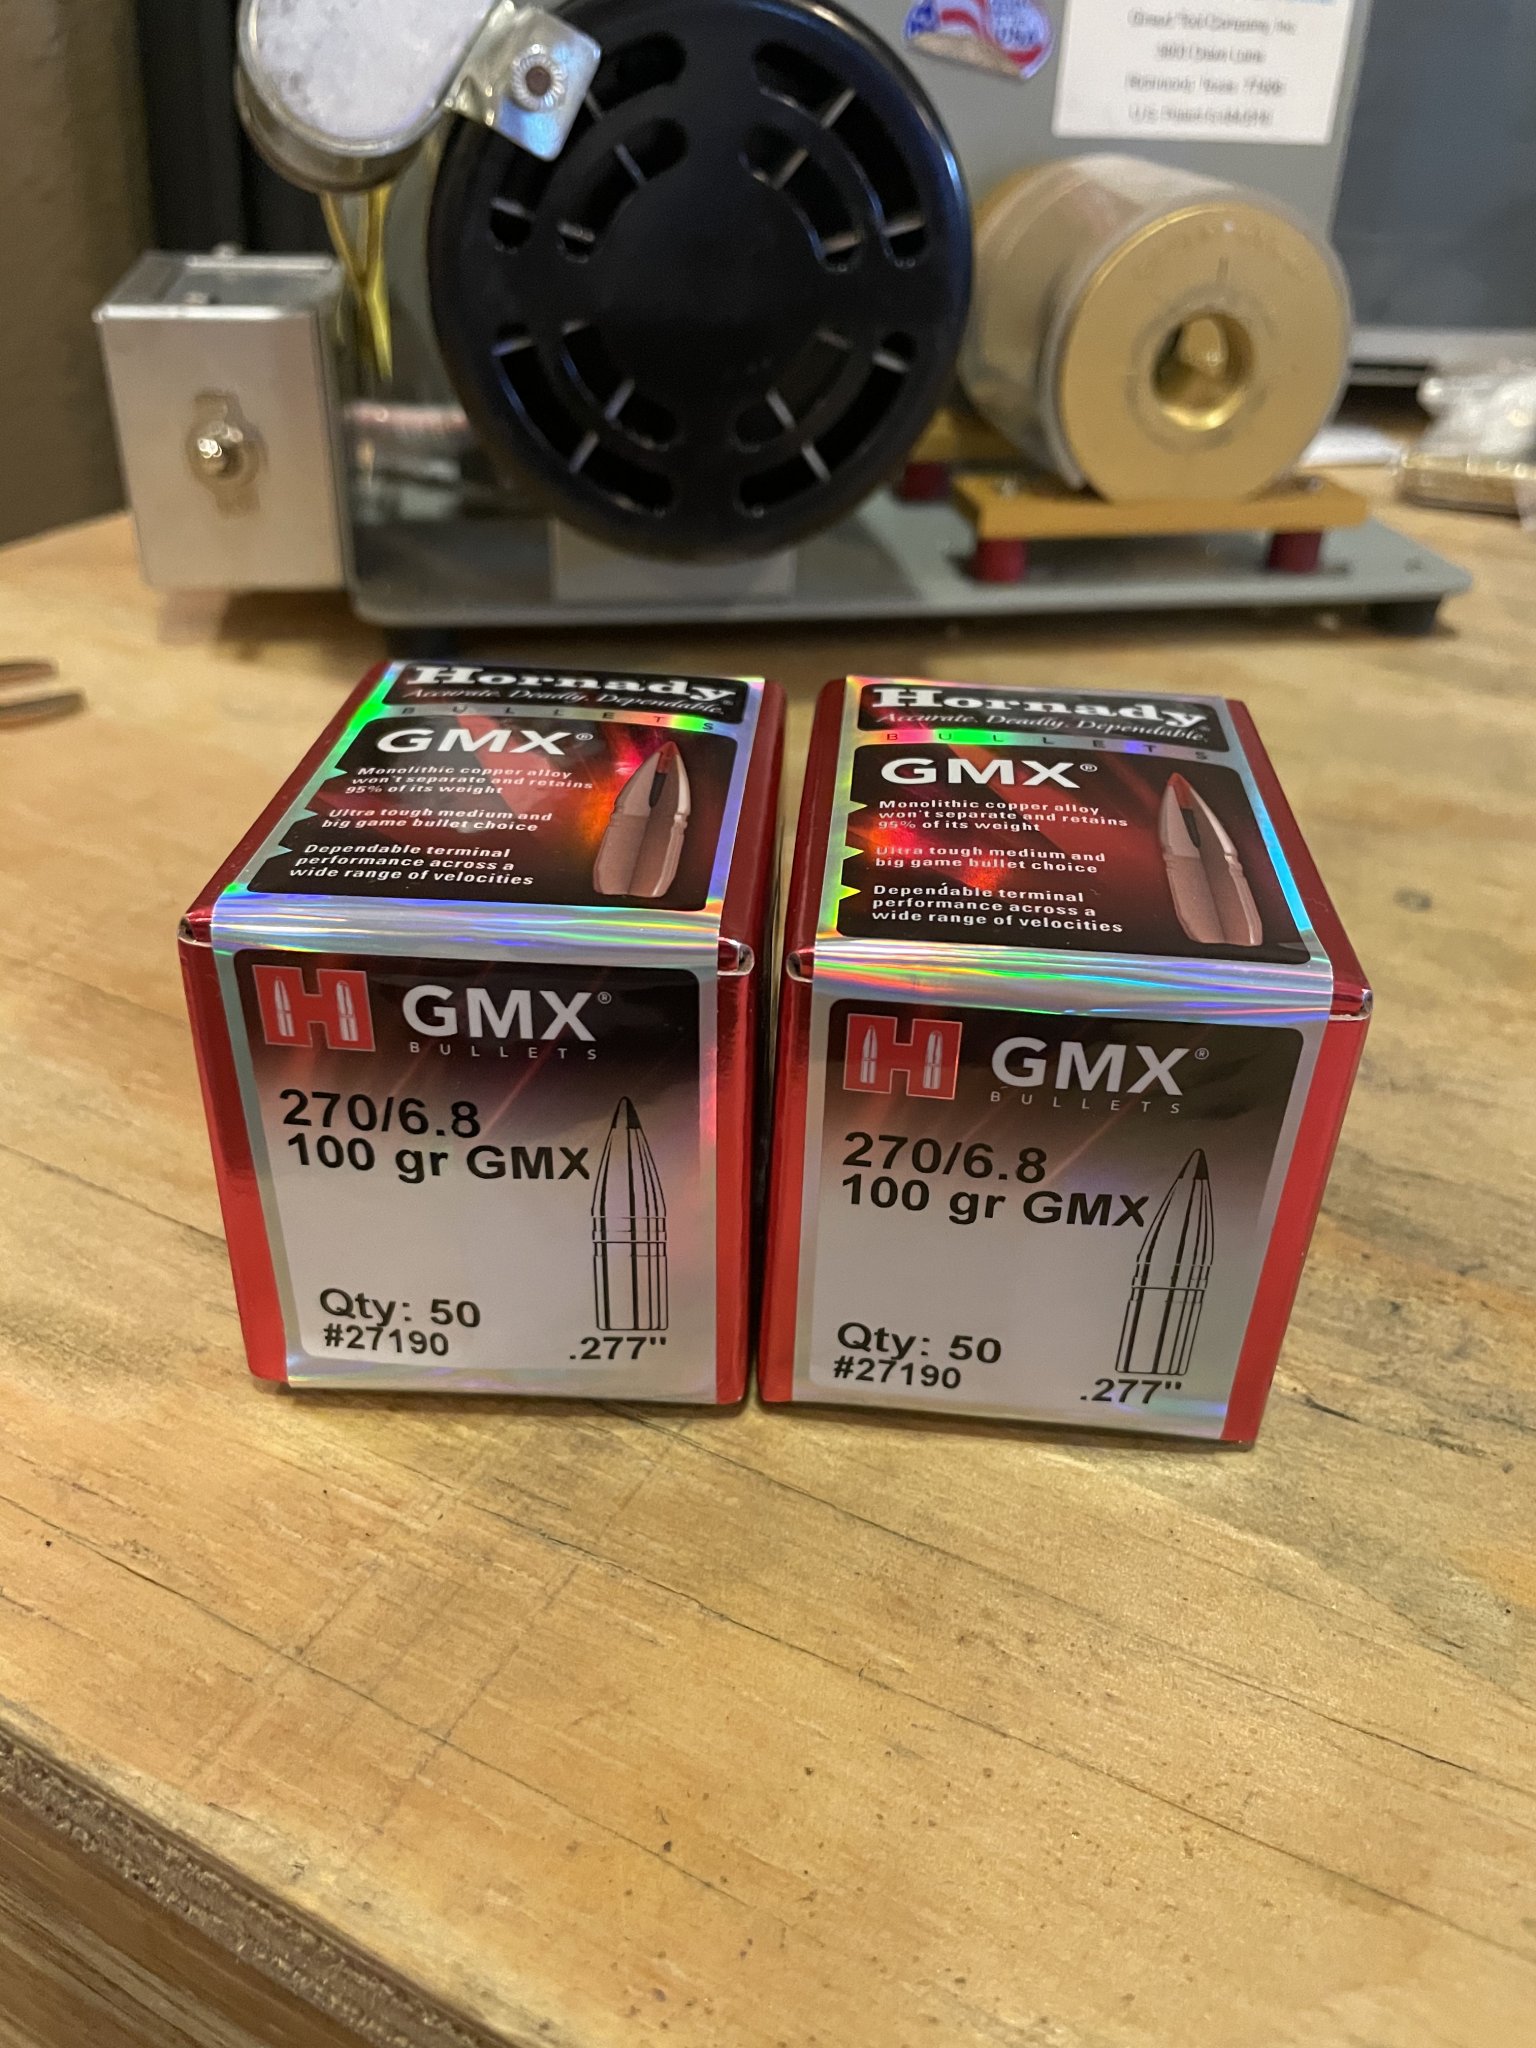 USA
Hornady®
Accurate. Deadly. Dependable.
BULLETS
GMX®
Monolithic copper alloy
won't separate and retains
95% of its weight
Ultra tough medium and
big game bullet choice
Dependable terminal
performance across a
wide range of velocities
H GMX®
BULLETS
270/6.8
100 gr GMX
Qty: 50
#27190
.277"
Hornady®
Accurate. Deadly. Dependable.
BULLETS
GMX®
Monolithic copper alloy
won't separate and retains
95% of its weight
Ultra tough medium and
big game bullet choice
Dependable terminal
performance across a
wide range of velocities
H GMX®
BULLETS
270/6.8
100 gr GMX
Qty: 50
#27190
.277"